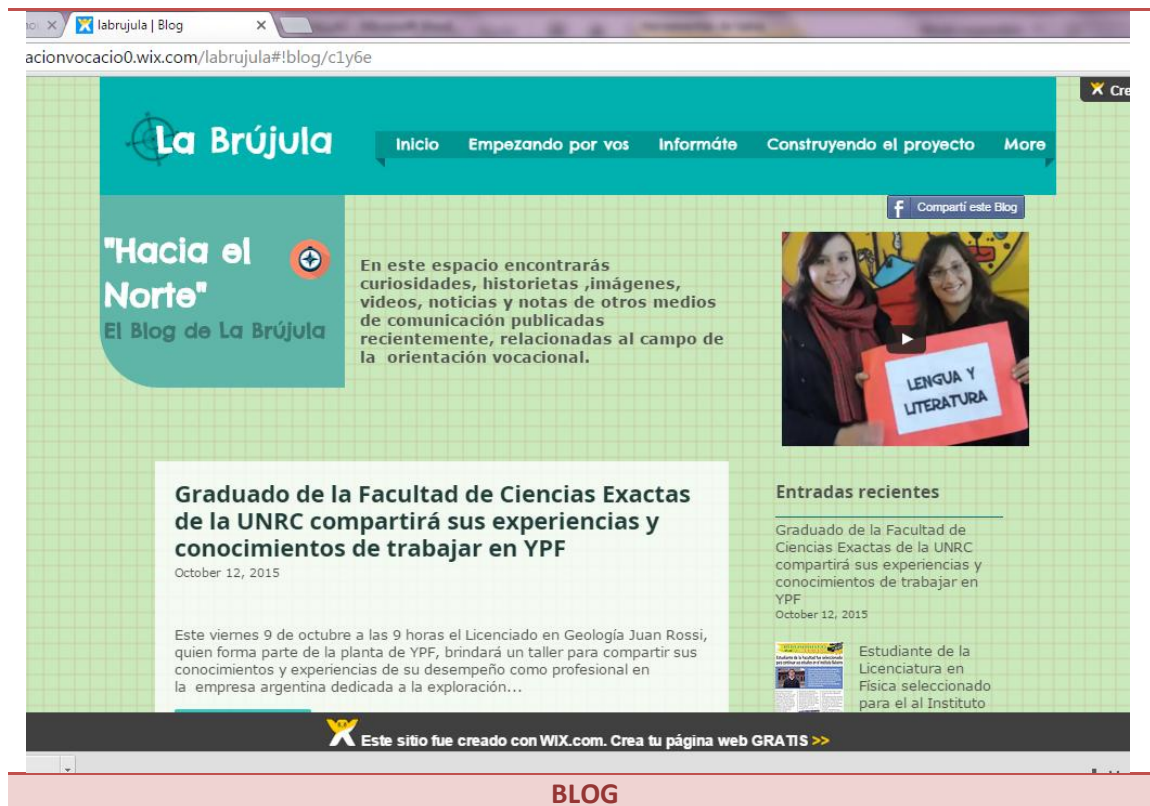 labrujula | Blog
acionvocacio0.wix.com/labrujula#!blog/c1y6e
Cre
La Brújula
Inicio Empezando por vos Informáte Construyendo el proyecto More
f Compartí este Blog
"Hacia el
Norte"
El Blog de La Brújula
En este espacio encontrarás
curiosidades, historietas ,imágenes,
videos, noticias y notas de otros medios
de comunicación publicadas
recientemente, relacionadas al campo de
la orientación vocacional.
LENGUA Y
LITERATURA
Graduado de la Facultad de Ciencias Exactas
de la UNRC compartirá sus experiencias y
conocimientos de trabajar en YPF
October 12, 2015
Este viernes 9 de octubre a las 9 horas el Licenciado en Geología Juan Rossi,
quien forma parte de la planta de YPF, brindará un taller para compartir sus
conocimientos y experiencias de su desempeño como profesional en
la empresa argentina dedicada a la exploración...
Entradas recientes
Graduado de la Facultad de
Ciencias Exactas de la UNRC
compartirá sus experiencias y
conocimientos de trabajar en
YPF
October 12, 2015
Estudiante de la
Licenciatura en
Física seleccionado
para el al Instituto
Este sitio fue creado con WIX.com. Crea tu página web GRATIS >>
BLOG